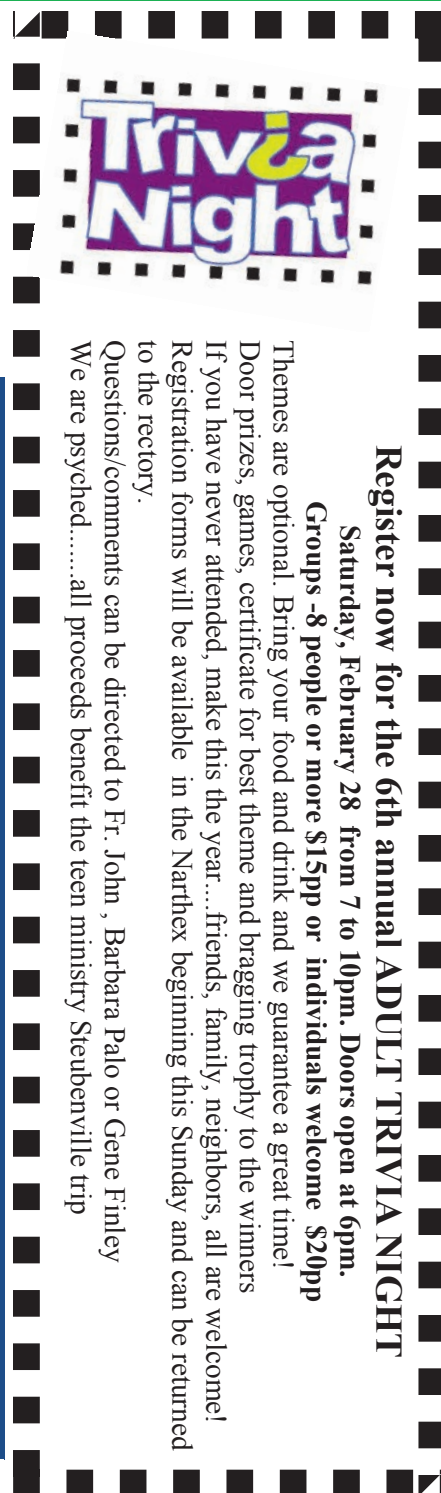 Trivia
Night
Register now for the 6th annual ADULT TRIVIA NIGHT
Saturday, February 28 from 7 to 10pm. Doors open at 6pm.
Groups -8 people or more $15pp or individuals welcome $20pp
Themes are optional. Bring your food and drink and we guarantee a great time!
Door prizes, games, certificate for best theme and bragging trophy to the winners
If you have never attended, make this the year....friends, family, neighbors, all are welcome!
Registration forms will be available in the Narthex beginning this Sunday and can be returned
to the rectory.
Questions/comments can be directed to Fr. John , Barbara Palo or Gene Finley
We are psyched.......all proceeds benefit the teen ministry Steubenville trip